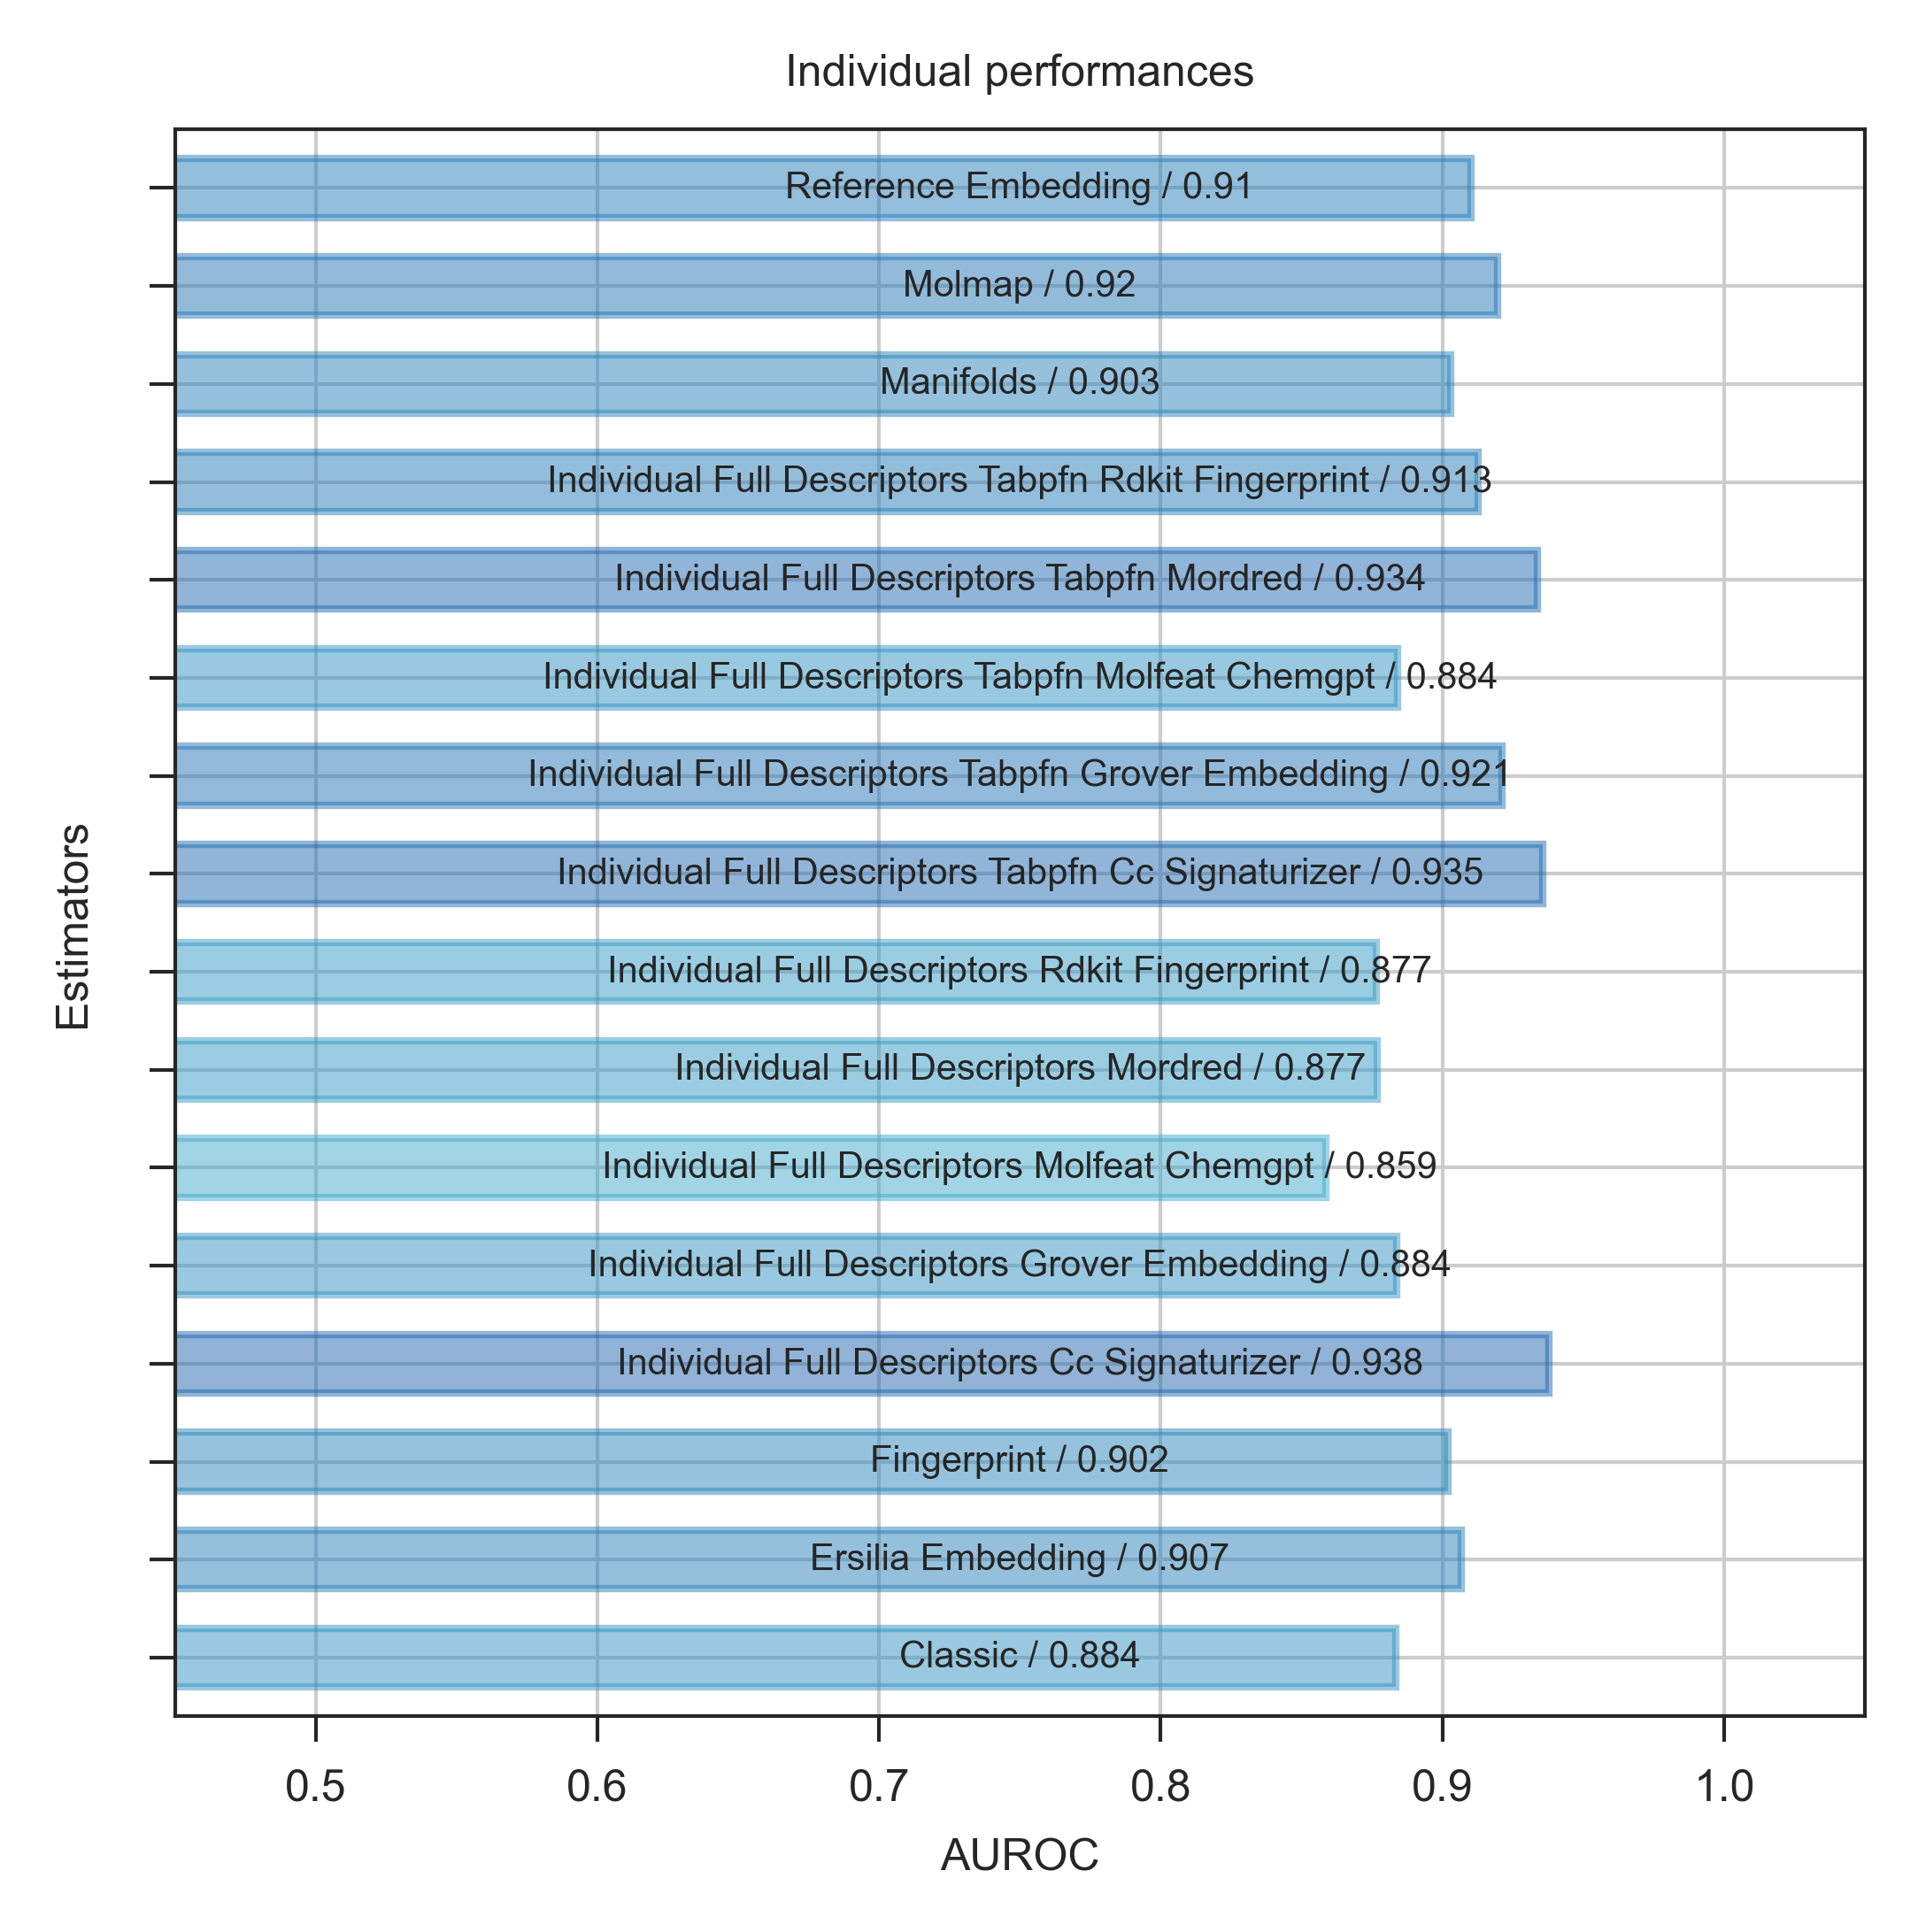 Individual performances
Reference Embedding / 0.91
Molmap / 0.92
Manifolds / 0.903
Individual Full Descriptors Tabpfn Rdkit Fingerprint / 0.913
Individual Full Descriptors Tabpfn Mordred / 0.934
Individual Full Descriptors Tabpfn Molfeat Chemgpt / 0.884
Individual Full Descriptors Tabpfn Grover Embedding / 0.921
Individual Full Descriptors Tabpfn Cc Signaturizer / 0.935
Individual Full Descriptors Rdkit Fingerprint / 0.877
Individual Full Descriptors Mordred / 0.877
Individual Full Descriptors Molfeat Chemgpt / 0.859
Individual Full Descriptors Grover Embedding / 0.884
Individual Full Descriptors Cc Signaturizer / 0.938
Fingerprint / 0.902
Ersilia Embedding / 0.907
Classic / 0.884
Estimators
0.5 0.6 0.7 0.8 0.9 1.0
AUROC